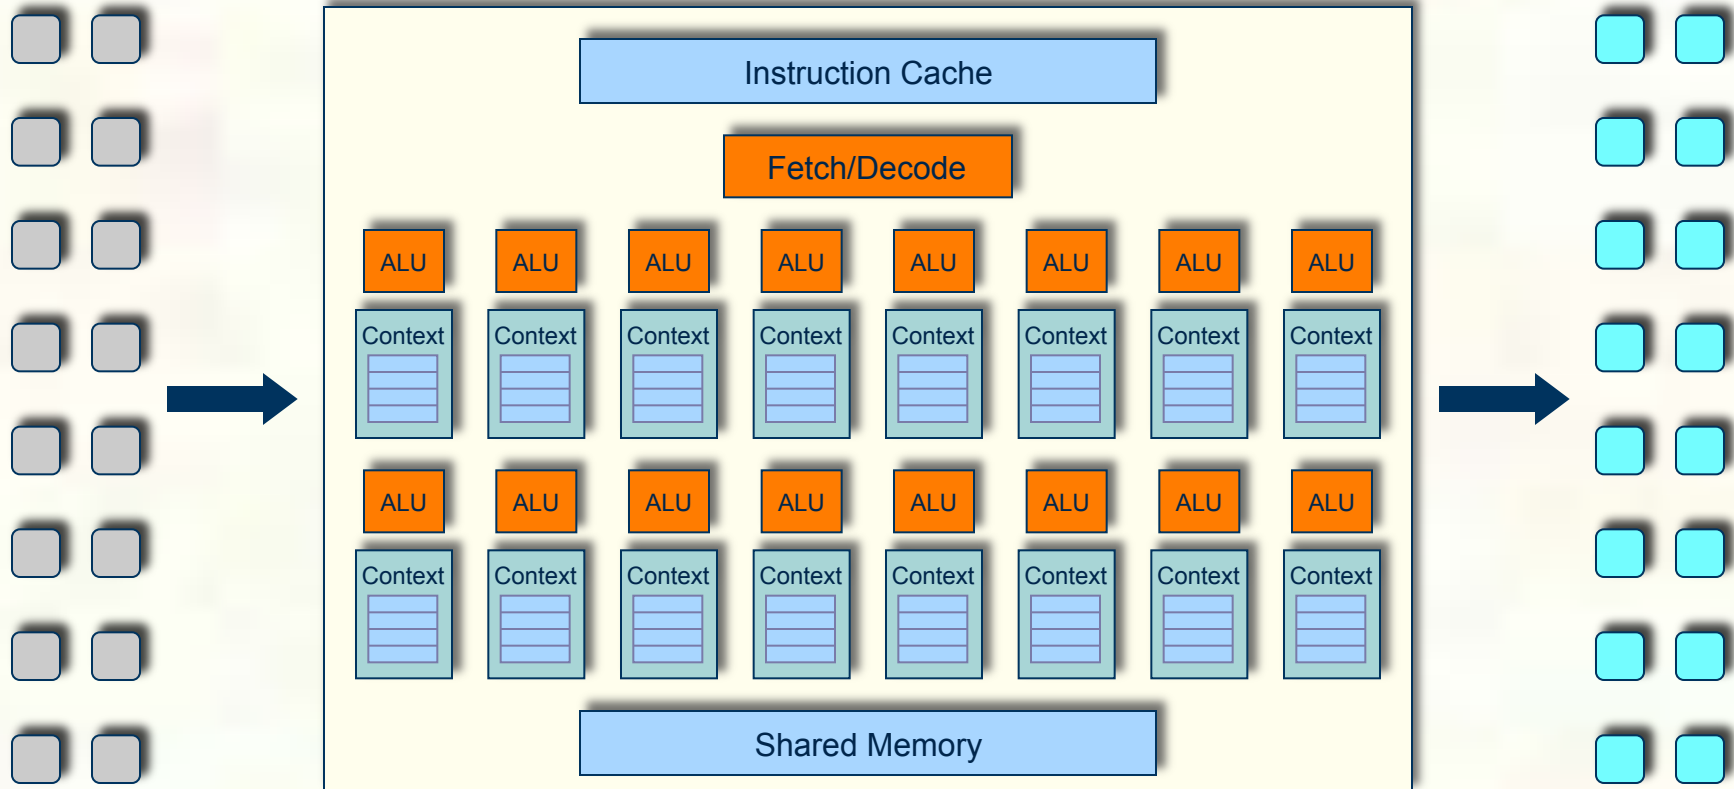 Instruction Cache
Fetch/Decode
ALU ALU ALU ALU ALU ALU ALU ALU
Context Context Context Context Context Context Context Context
ALU ALU ALU ALU ALU ALU ALU ALU
Context Context Context Context Context Context Context Context
Shared Memory